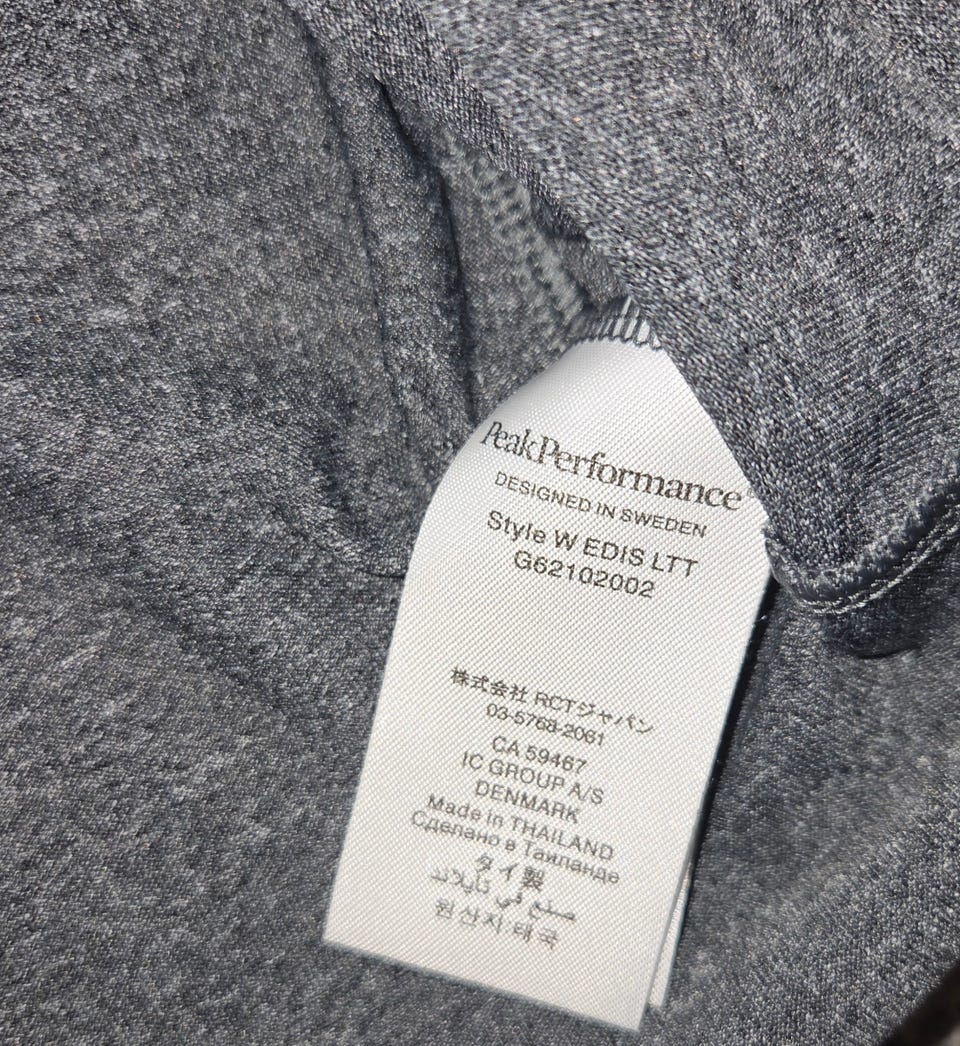 PeakPerformance®
DESIGNED IN SWEDEN
Style W EDIS LTT
G62102002
株式会社 RCTジャパン
03-5768-2061
CA 59467
IC GROUP A/S
DENMARK
Made in THAILAND
Сделано в Таиланде
タイ製
صنع في تايلاند
원산지:태국